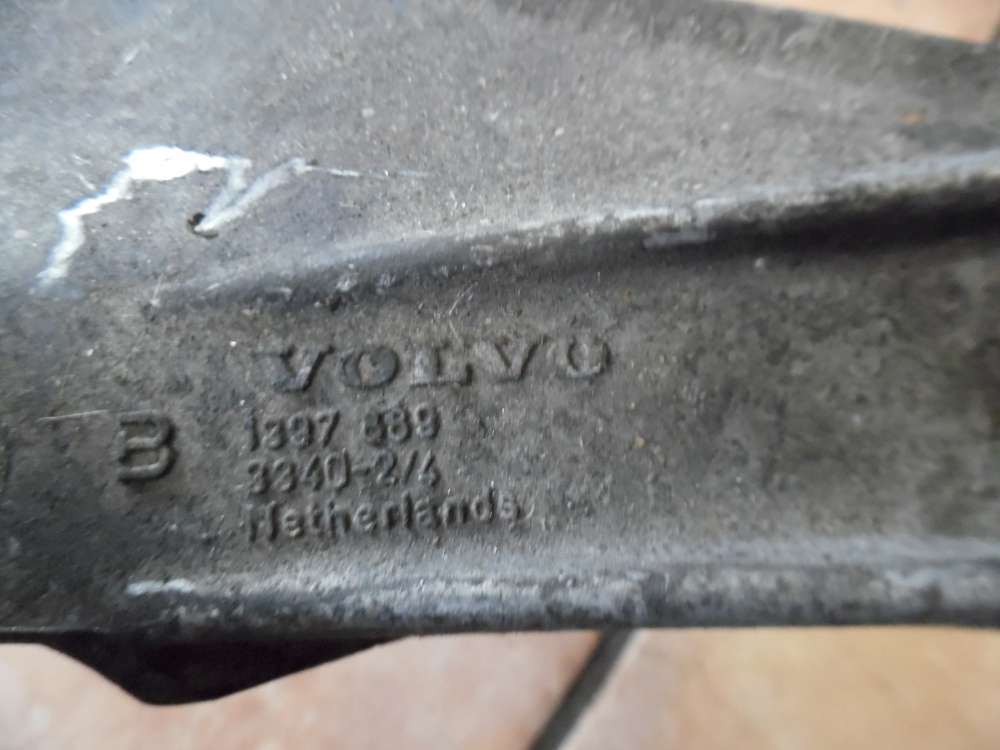 VOLVO
B
1397 689
3340-2/4
Netherlands